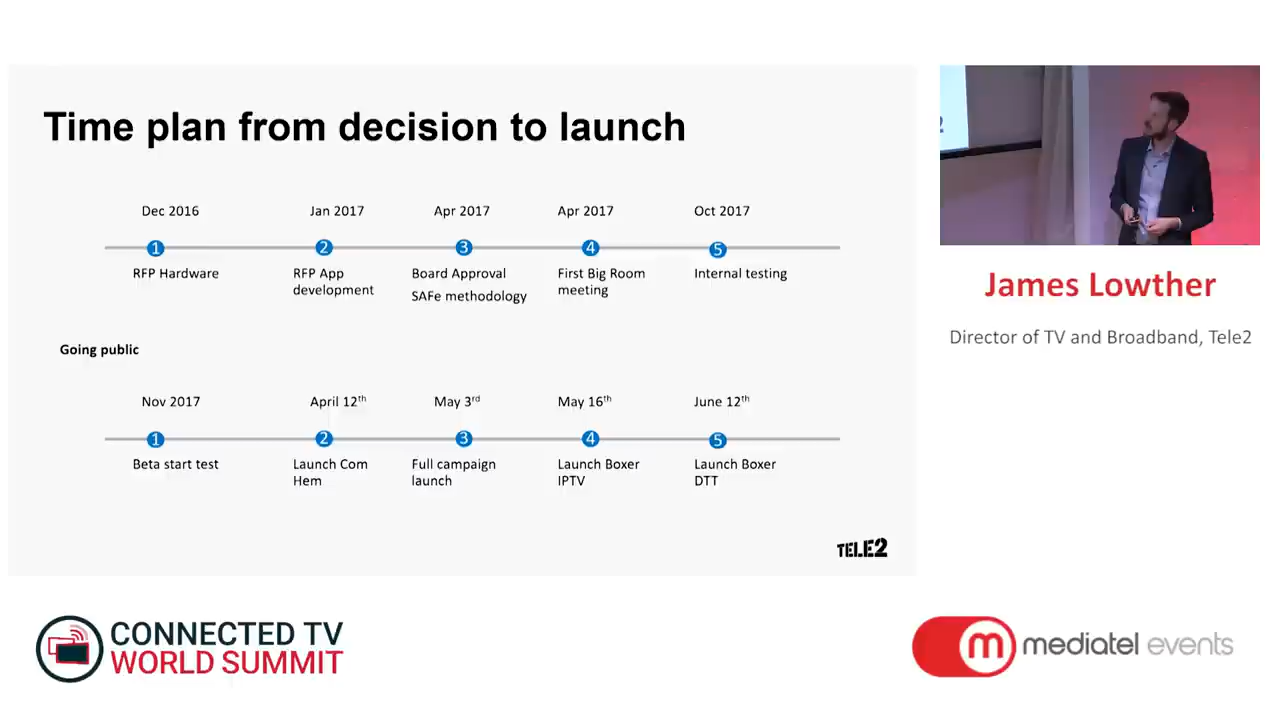 Time plan from decision to launch
Dec 2016
Jan 2017
Apr 2017
Apr 2017
Oct 2017
1
2
3
4
5
RFP Hardware
RFP App
development
Board Approval
SAFe methodology
First Big Room
meeting
Internal testing
Going public
Nov 2017
April 12th
May 3rd
May 16th
June 12th
1
2
3
4
5
Beta start test
Launch Com
Hem
Full campaign
launch
Launch Boxer
IPTV
Launch Boxer
DTT
TELE2
2
James Lowther
Director of TV and Broadband, Tele2
CONNECTED TV
WORLD SUMMIT
m mediatel events